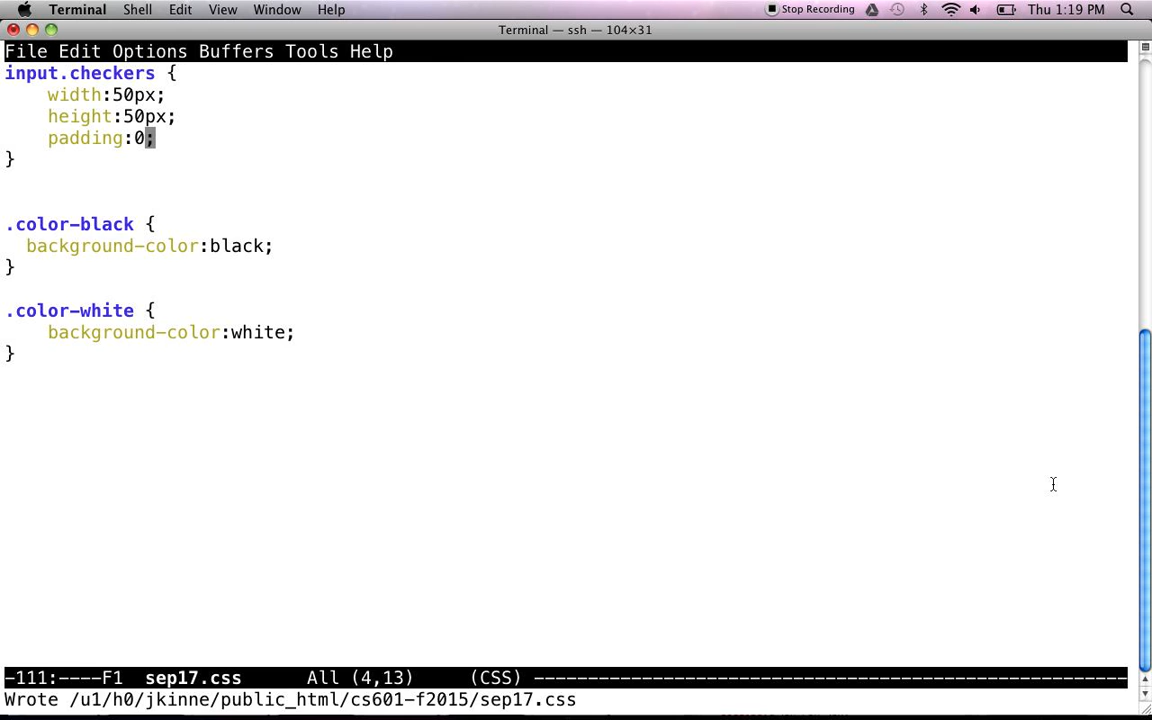 Terminal Shell Edit View Window Help Stop Recording Thu 1:19 PM
Terminal — ssh — 104×31
File Edit Options Buffers Tools Help
input.checkers {
    width:50px;
    height:50px;
    padding:0;
}
.color-black {
  background-color:black;
}
.color-white {
    background-color:white;
}
-111:----F1  sep17.css      All (4,13)     (CSS) -------------------------------------------------------
Wrote /u1/h0/jkinne/public_html/cs601-f2015/sep17.css